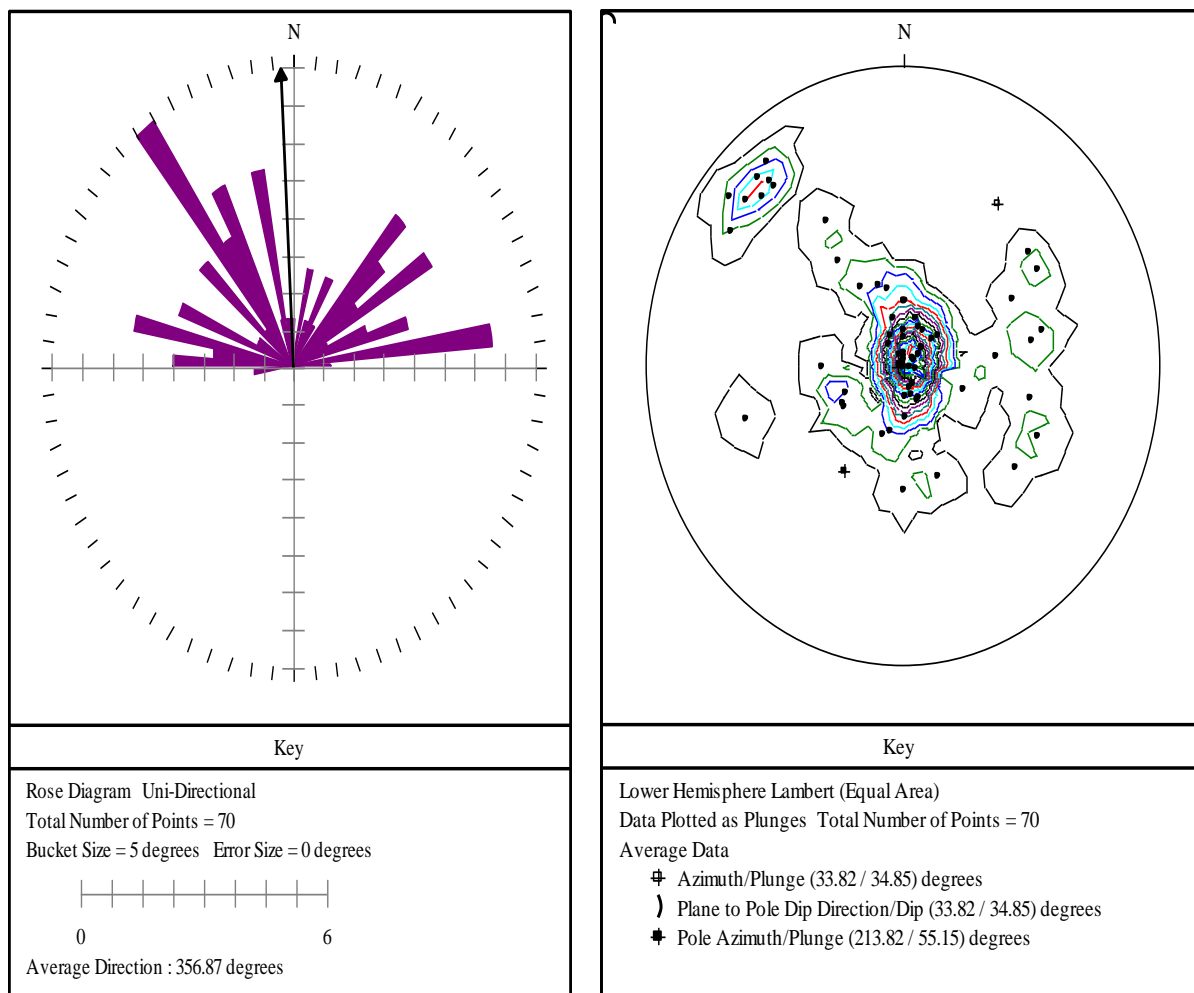 N
Key
Rose Diagram Uni-Directional
Total Number of Points = 70
Bucket Size = 5 degrees Error Size = 0 degrees
0 6
Average Direction : 356.87 degrees
N
Key
Lower Hemisphere Lambert (Equal Area)
Data Plotted as Plunges Total Number of Points = 70
Average Data
Azimuth/Plunge (33.82 / 34.85) degrees
Plane to Pole Dip Direction/Dip (33.82 / 34.85) degrees
Pole Azimuth/Plunge (213.82 / 55.15) degrees